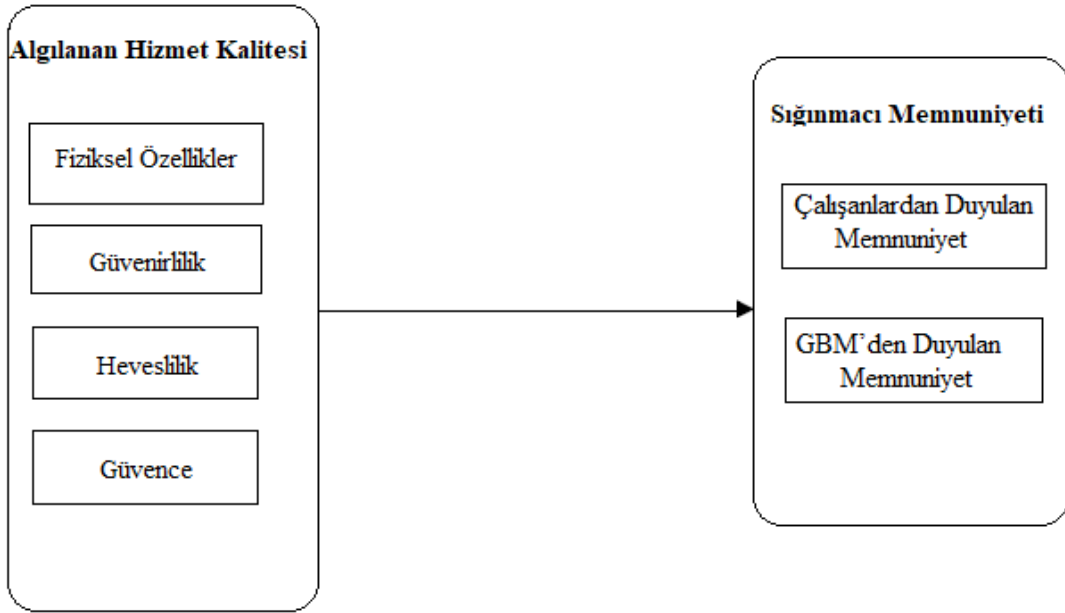 Algılanan Hizmet Kalitesi
Fiziksel Özellikler
Güvenirlilik
Heveslilik
Güvence
Sığınmacı Memnuniyeti
Çalışanlardan Duyulan
Memnuniyet
GBM'den Duyulan
Memnuniyet